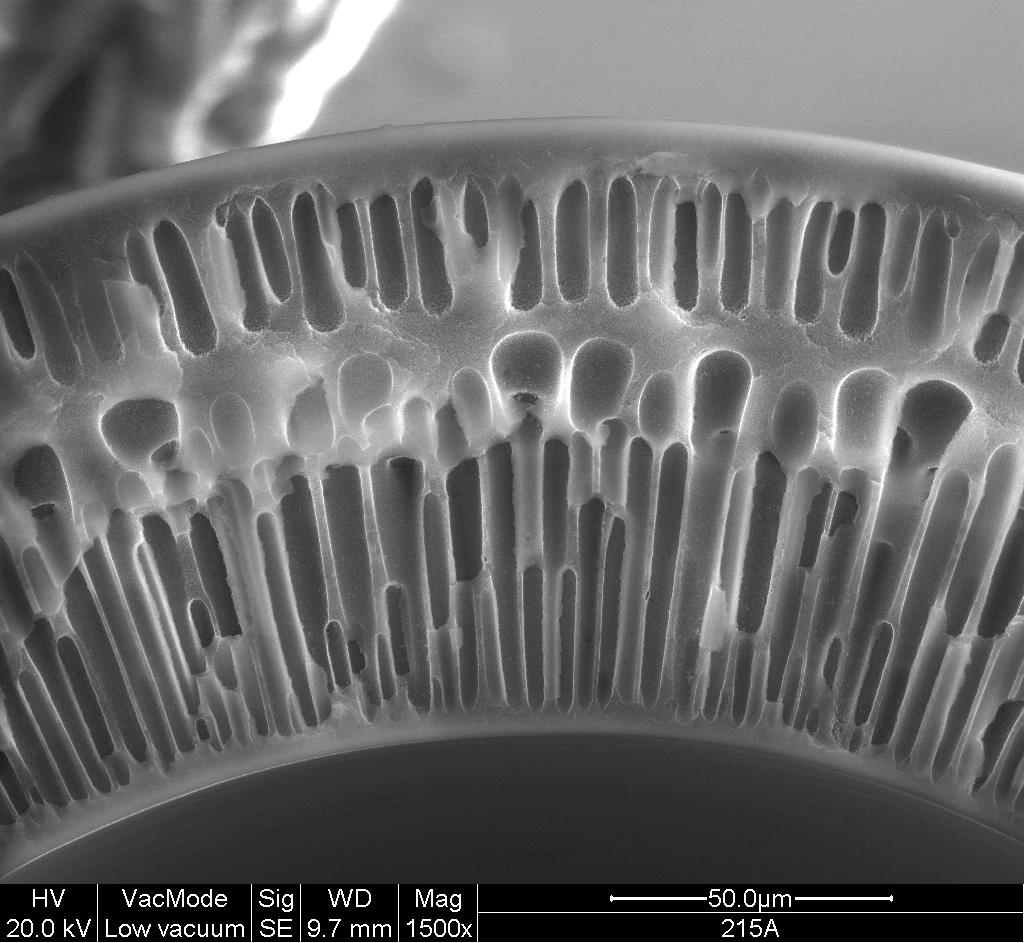 HV VacMode Sig WD Mag 50.0µm
20.0 kV Low vacuum SE 9.7 mm 1500x 215A